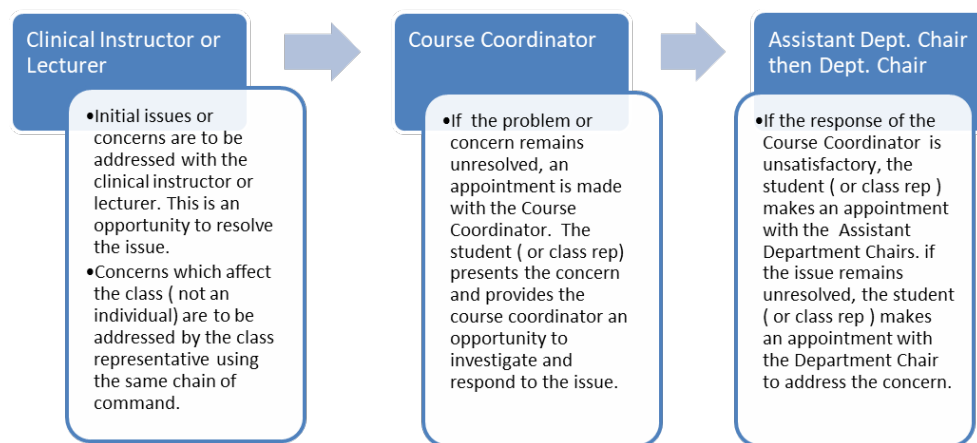 Clinical Instructor or
Lecturer
•Initial issues or
concerns are to be
addressed with the
clinical instructor or
lecturer. This is an
opportunity to resolve
the issue.
•Concerns which affect
the class ( not an
individual) are to be
addressed by the class
representative using
the same chain of
command.
Course Coordinator
•If the problem or
concern remains
unresolved, an
appointment is made
with the Course
Coordinator. The
student ( or class rep)
presents the concern
and provides the
course coordinator an
opportunity to
investigate and
respond to the issue.
Assistant Dept. Chair
then Dept. Chair
•If the response of the
Course Coordinator is
unsatisfactory, the
student ( or class rep )
makes an appointment
with the Assistant
Department Chairs. if
the issue remains
unresolved, the student
( or class rep ) makes
an appointment with
the Department Chair
to address the concern.